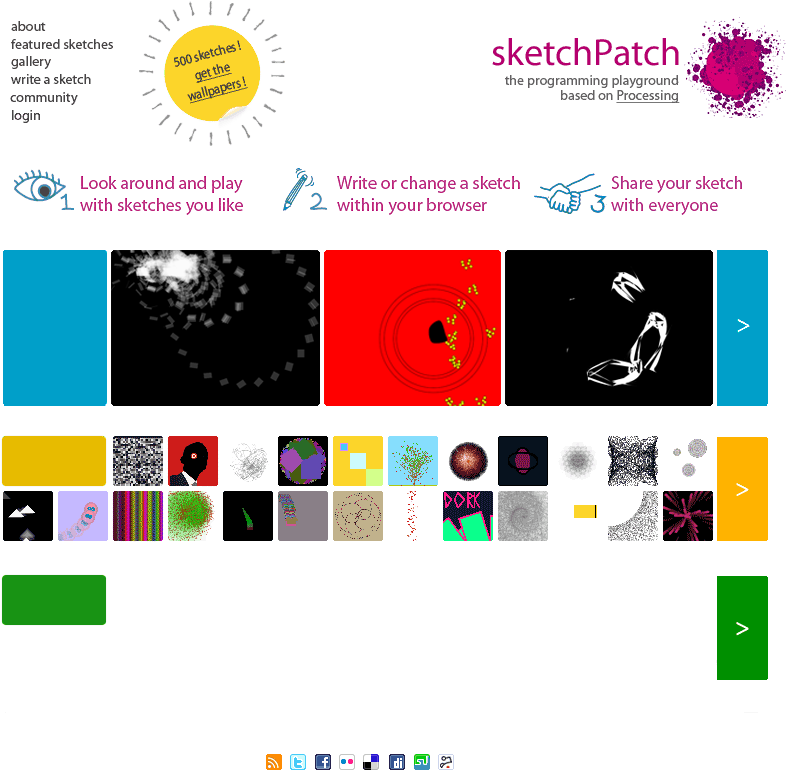 about
featured sketches
gallery
write a sketch
community
login
500 sketches !
get the
wallpapers !
sketchPatch
the programming playground
based on Processing
1
Look around and play
with sketches you like
2
Write or change a sketch
within your browser
3
Share your sketch
with everyone
>
DORK
>
>